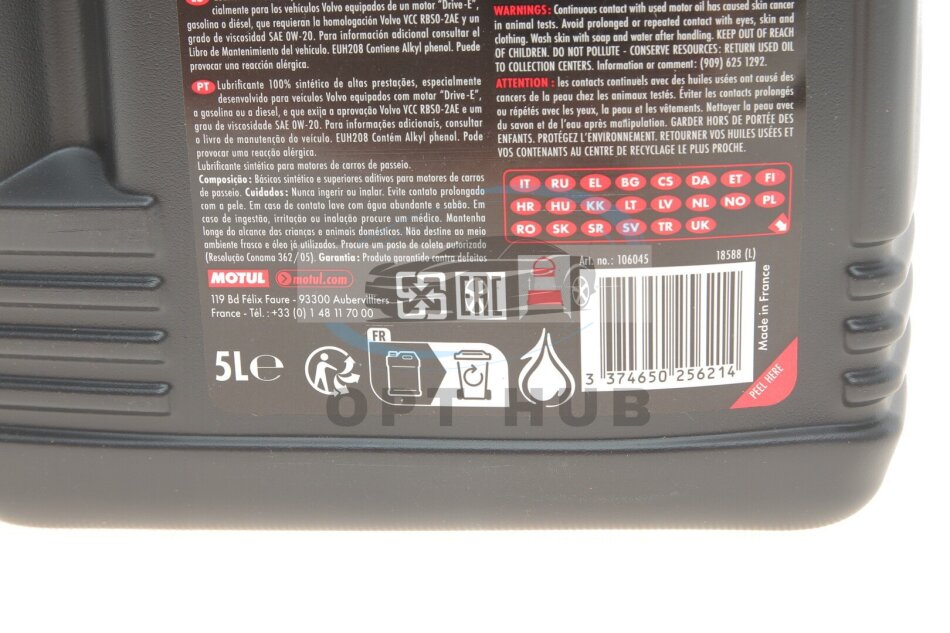 cialmente para los vehículos Volvo equipados de un motor "Drive-E",
gasolina o diésel, que requieran la homologación Volvo VCC RBS0-2AE y un
grado de viscosidad SAE 0W-20. Para información adicional consultar el
Libro de Mantenimiento del vehículo. EUH208 Contiene Alkyl phenol. Puede
provocar una reacción alérgica.
PT Lubrificante 100% sintético de altas prestações, especialmente
desenvolvido para veículos Volvo equipados com motor "Drive-E",
a gasolina ou a diesel, e que exija a aprovação Volvo VCC RBS0-2AE e um
grau de viscosidade SAE 0W-20. Para informações adicionais, consultar
o livro de manutenção do veículo. EUH208 Contém Alkyl phenol. Pode
provocar uma reacção alérgica.
Lubrificante sintético para motores de carros de passeio.
Composição: Básicos sintético e superiores aditivos para motores de carros
de passeio. Cuidados: Nunca ingerir ou inalar. Evite contato prolongado
com a pele. Em caso de contato lave com água abundante e sabão. Em
caso de ingestão, irritação ou inalação procure um médico. Mantenha
longe do alcance das crianças e animais domésticos. Não destine ao meio
ambiente frasca e óleo já utilizados. Procure um posto de coleta autorizado
(Resolução Conama 362/05). Garantia: Produto garantido contra defeitos
MOTUL motul.com
119 Bd Félix Faure - 93300 Aubervilliers
France - Tél.: +33 (0) 1 48 11 70 00
5L e
FR
WARNINGS: Continuous contact with used motor oil has caused skin cancer
in animal tests. Avoid prolonged or repeated contact with eyes, skin and
clothing. Wash skin with soap and water after handling. KEEP OUT OF REACH
OF CHILDREN. DO NOT POLLUTE - CONSERVE RESOURCES: RETURN USED OIL
TO COLLECTION CENTERS. Information or comment: (909) 625 1292.
ATTENTION : les contacts continuels avec des huiles usées ont causé des
cancers de la peau chez les animaux testés. Éviter les contacts prolongés
ou répétés avec les yeux, la peau et les vêtements. Nettoyer la peau avec
du savon et de l'eau après matiipulation. GARDER HORS DE PORTÉE DES
ENFANTS. PROTÉGEZ L'ENVIRONNEMENT. RETOURNER VOS HUILES USÉES ET
VOS CONTENANTS AU CENTRE DE RECYCLAGE LE PLUS PROCHE.
IT RU EL BG CS DA ET FI
HR HU KK LT LV NL NO PL
RO SK SR SV TR UK
Art. no.: 106045 18588 (L)
3 374650 256214
Made in France
PEEL HERE
OPT HUB